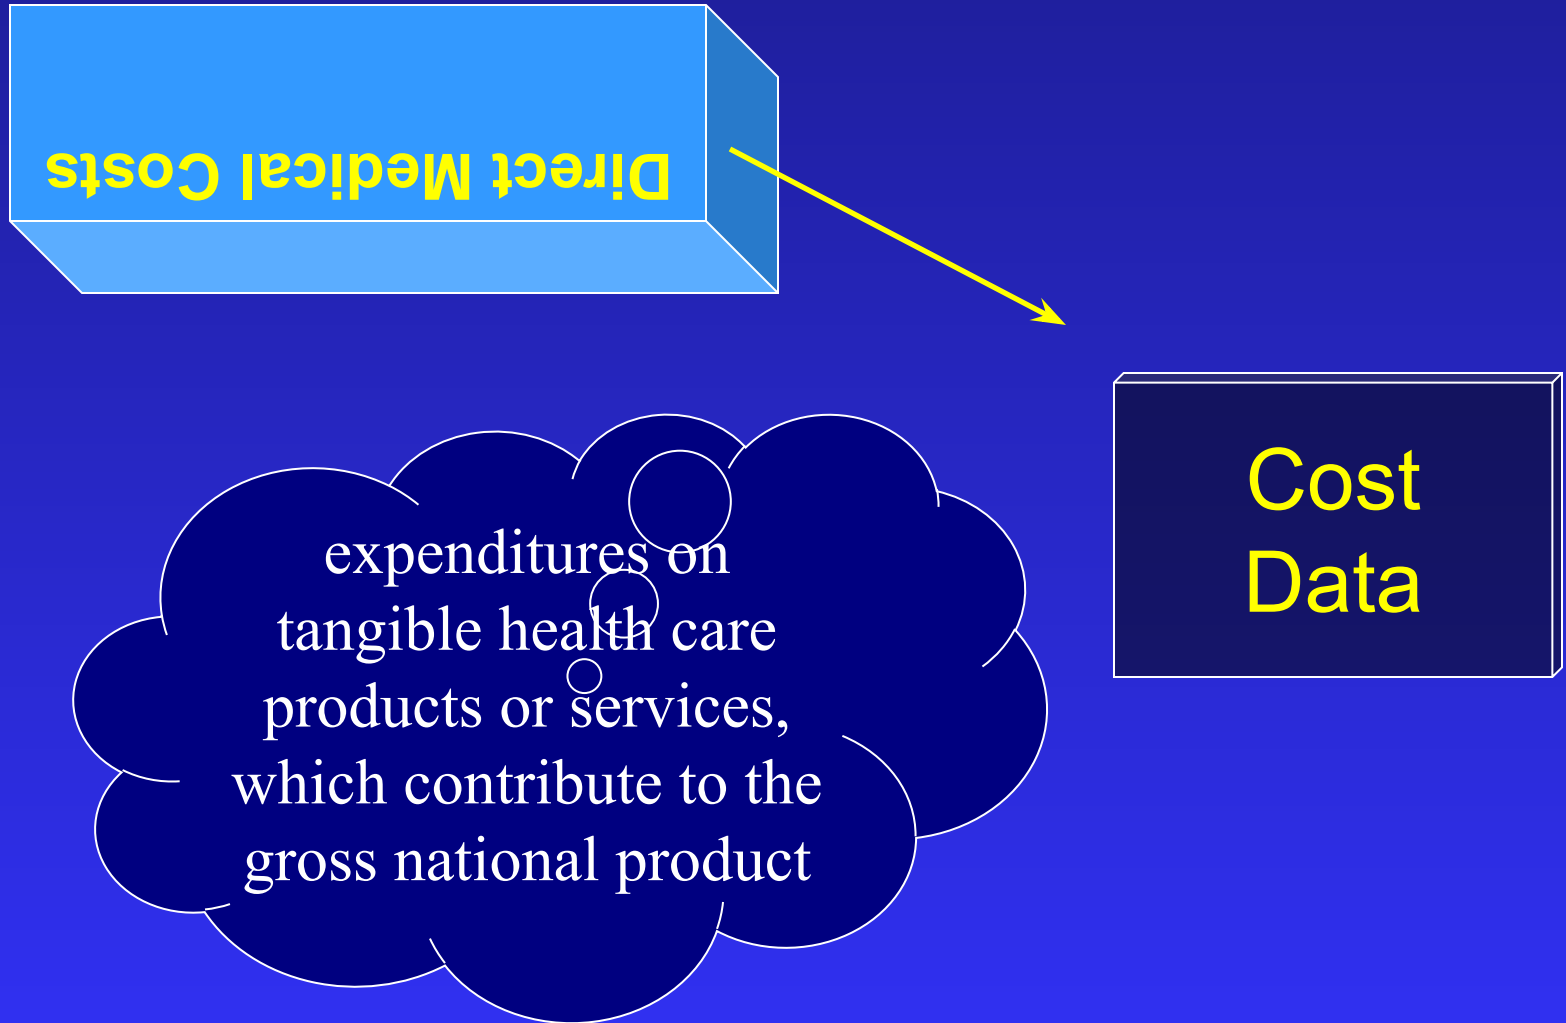 Direct Medical Costs
expenditures on
tangible health care
products or services,
which contribute to the
gross national product
Cost
Data